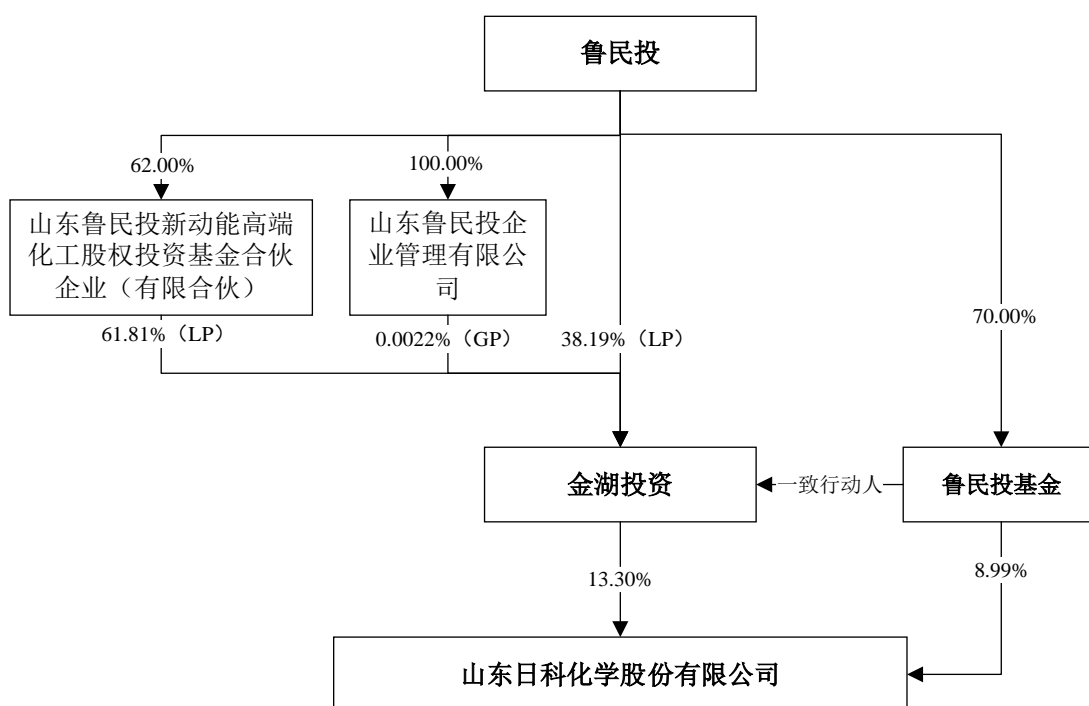 鲁民投
62.00%
100.00%
山东鲁民投新动能高端
化工股权投资基金合伙
企业（有限合伙）
山东鲁民投企
业管理有限公
司
70.00%
61.81%（LP）
0.0022%（GP）
38.19%（LP）
金湖投资
一致行动人
鲁民投基金
13.30%
8.99%
山东日科化学股份有限公司